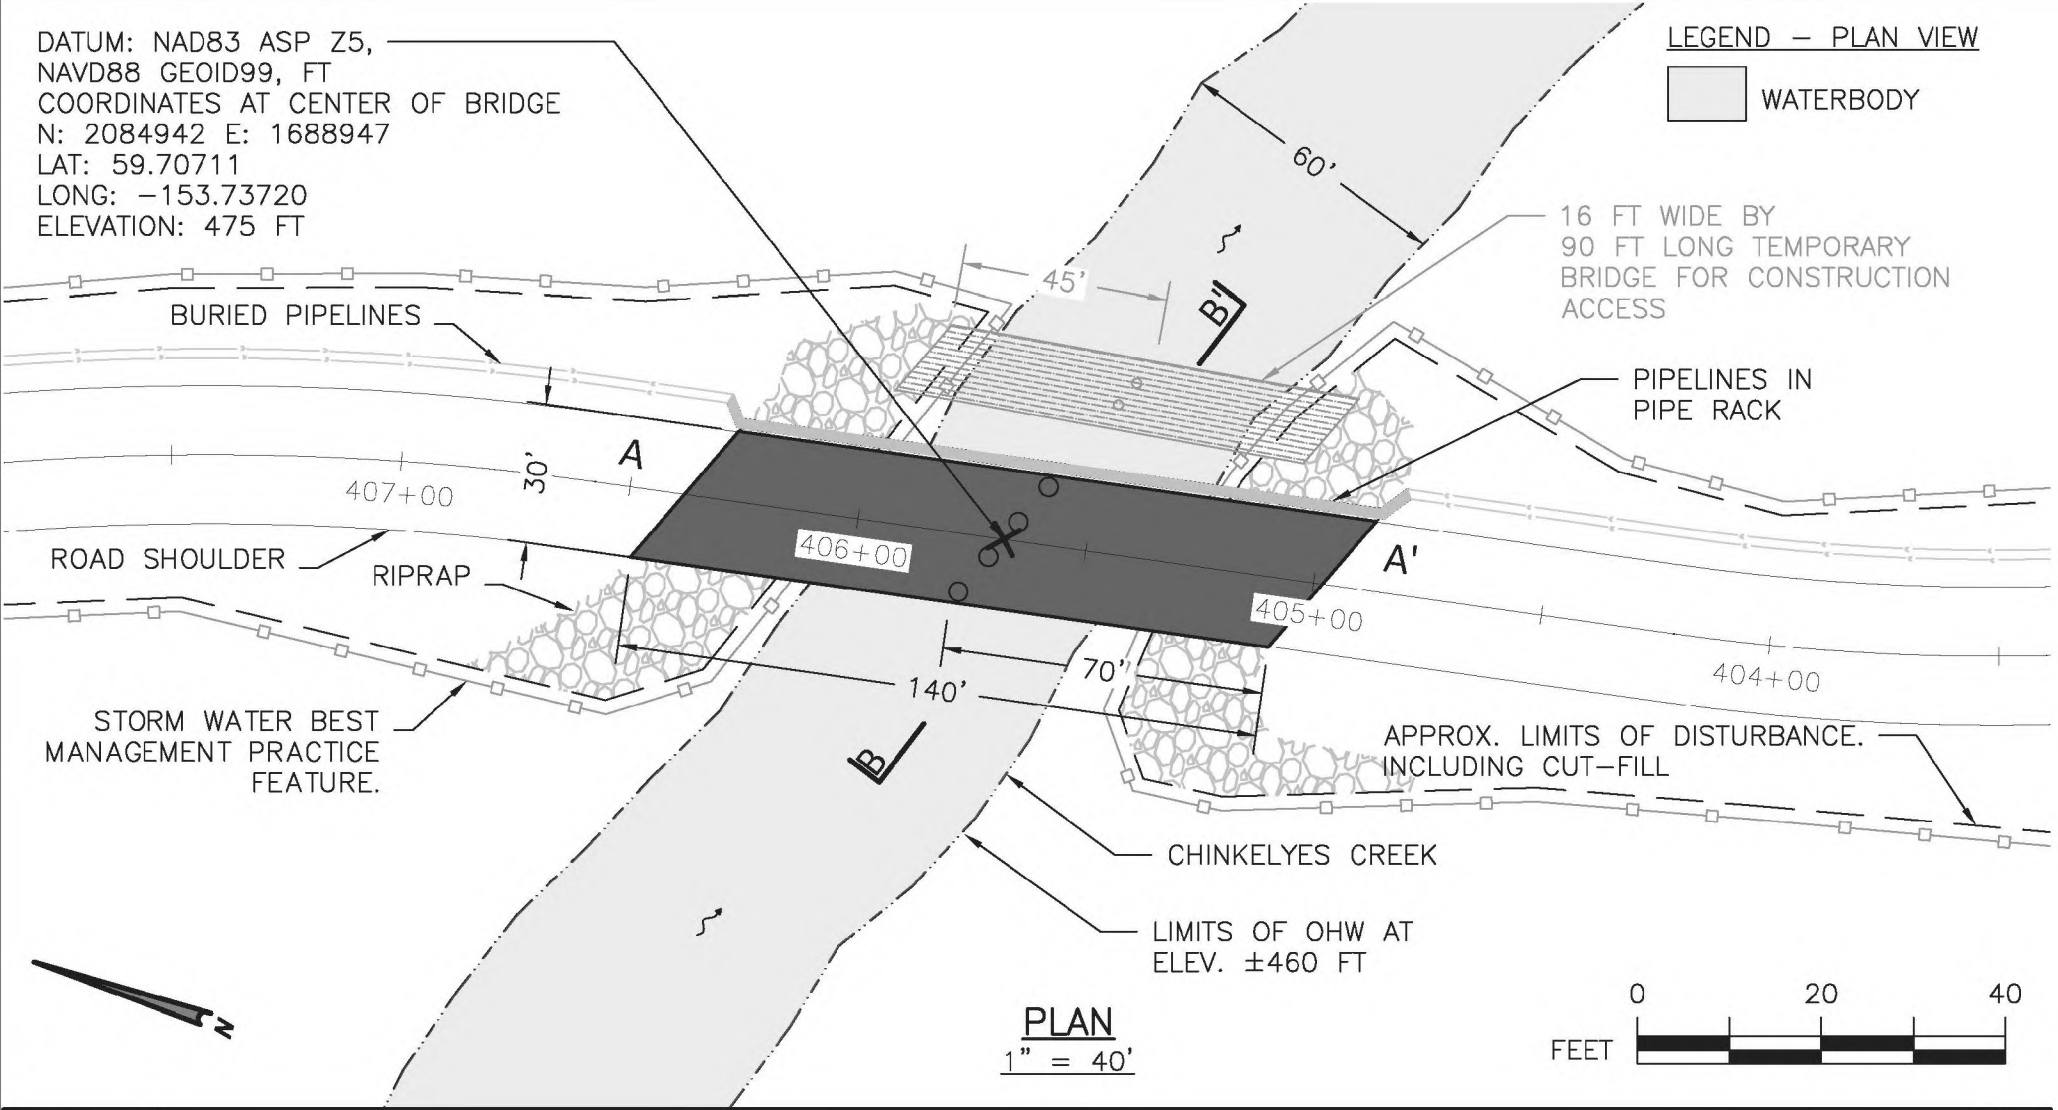 DATUM: NAD83 ASP Z5,
NAVD88 GEOID99, FT
COORDINATES AT CENTER OF BRIDGE
N: 2084942 E: 1688947
LAT: 59.70711
LONG: −153.73720
ELEVATION: 475 FT
LEGEND − PLAN VIEW
WATERBODY
60'
16 FT WIDE BY
90 FT LONG TEMPORARY
BRIDGE FOR CONSTRUCTION
ACCESS
45'
B'
BURIED PIPELINES
PIPELINES IN
PIPE RACK
A
30'
407+00
406+00
A'
405+00
404+00
ROAD SHOULDER
RIPRAP
70'
140'
B
STORM WATER BEST
MANAGEMENT PRACTICE
FEATURE.
APPROX. LIMITS OF DISTURBANCE.
INCLUDING CUT−FILL
CHINKELYES CREEK
LIMITS OF OHW AT
ELEV. ±460 FT
N
PLAN
1" = 40'
0 20 40
FEET